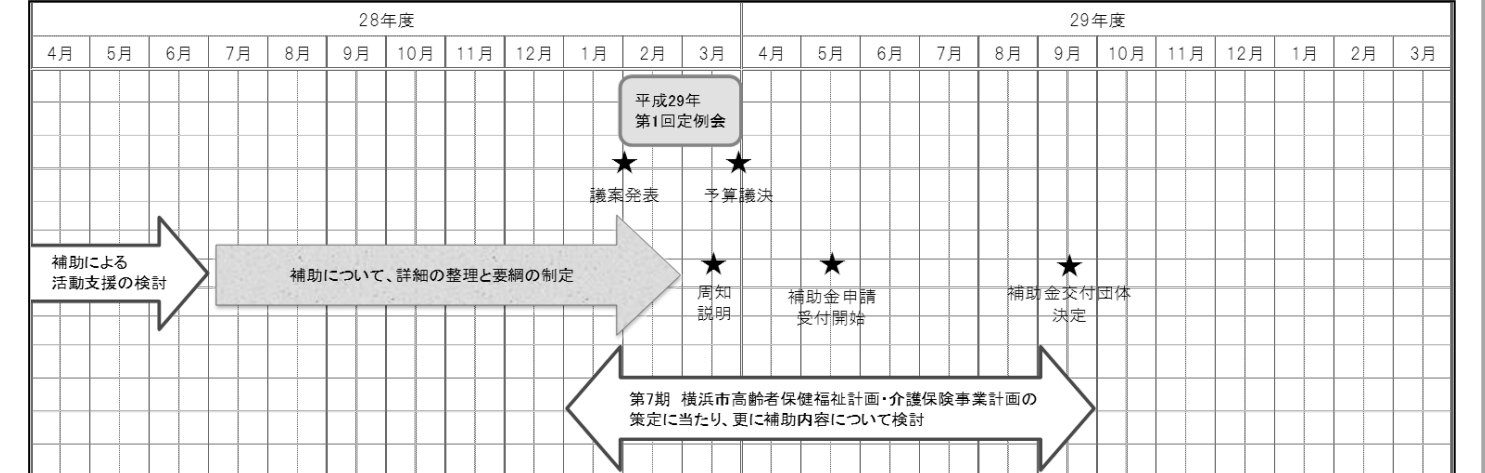 28年度 29年度
4月 5月 6月 7月 8月 9月 10月 11月 12月 1月 2月 3月 4月 5月 6月 7月 8月 9月 10月 11月 12月 1月 2月 3月
平成29年
第1回定例会
★ ★
議案発表 予算議決
補助による
活動支援の検討
補助について、詳細の整理と要綱の制定
★ ★ ★
周知
説明
補助金申請
受付開始
補助金交付団体
決定
第7期 横浜市高齢者保健福祉計画・介護保険事業計画の
策定に当たり、更に補助内容について検討